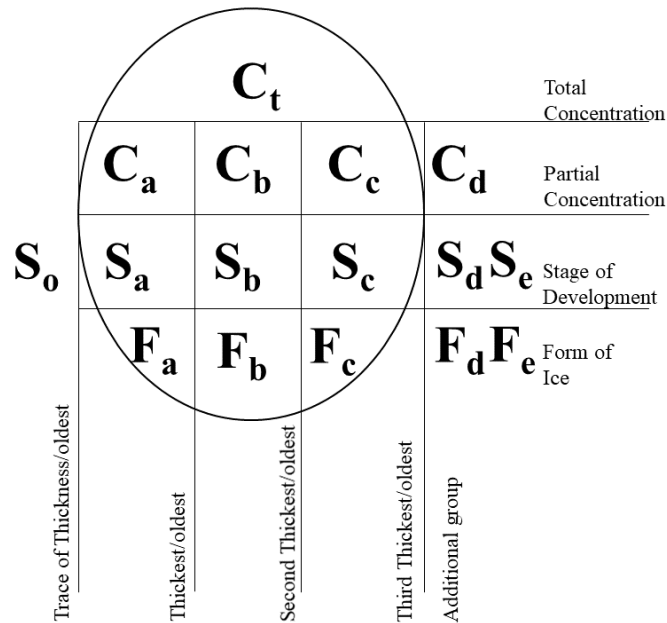 Ct
Total
Concentration
Ca Cb Cc Cd
Partial
Concentration
So Sa Sb Sc Sd Se
Stage of
Development
Fa Fb Fc Fd Fe
Form of
Ice
Trace of Thickness/oldest
Thickest/oldest
Second Thickest/oldest
Third Thickest/oldest
Additional group